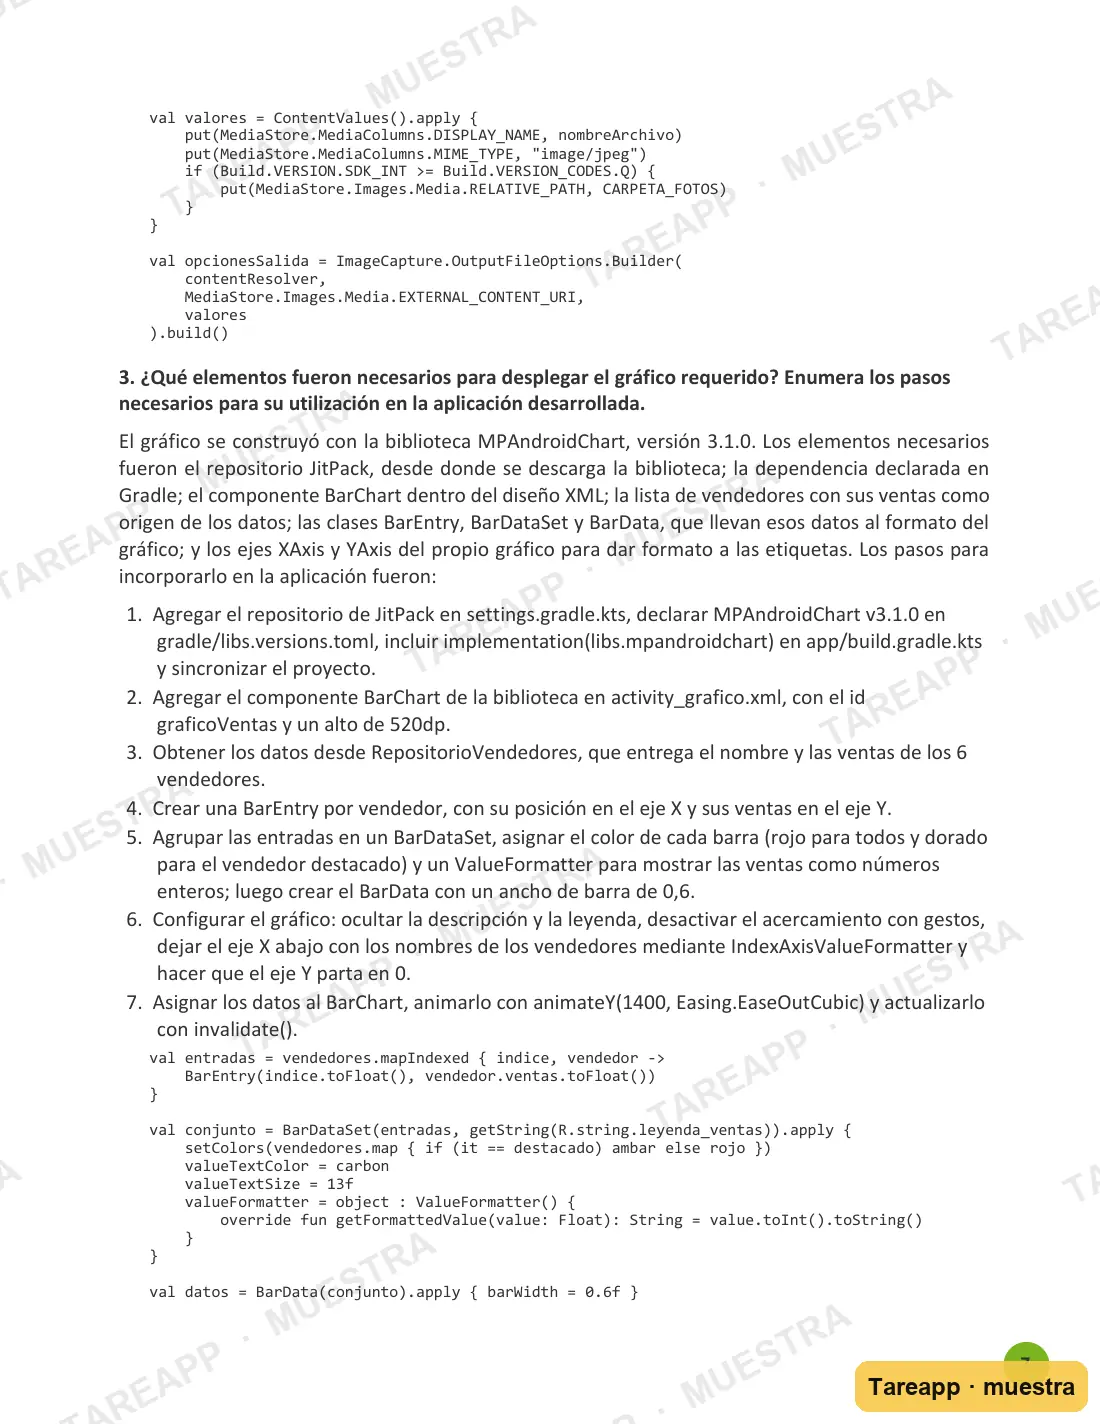 val valores = ContentValues().apply {
    put(MediaStore.MediaColumns.DISPLAY_NAME, nombreArchivo)
    put(MediaStore.MediaColumns.MIME_TYPE, "image/jpeg")
    if (Build.VERSION.SDK_INT >= Build.VERSION_CODES.Q) {
        put(MediaStore.Images.Media.RELATIVE_PATH, CARPETA_FOTOS)
    }
}
val opcionesSalida = ImageCapture.OutputFileOptions.Builder(
    contentResolver,
    MediaStore.Images.Media.EXTERNAL_CONTENT_URI,
    valores
).build()
3. ¿Qué elementos fueron necesarios para desplegar el gráfico requerido? Enumera los pasos
necesarios para su utilización en la aplicación desarrollada.
El gráfico se construyó con la biblioteca MPAndroidChart, versión 3.1.0. Los elementos necesarios
fueron el repositorio JitPack, desde donde se descarga la biblioteca; la dependencia declarada en
Gradle; el componente BarChart dentro del diseño XML; la lista de vendedores con sus ventas como
origen de los datos; las clases BarEntry, BarDataSet y BarData, que llevan esos datos al formato del
gráfico; y los ejes XAxis y YAxis del propio gráfico para dar formato a las etiquetas. Los pasos para
incorporarlo en la aplicación fueron:
1. Agregar el repositorio de JitPack en settings.gradle.kts, declarar MPAndroidChart v3.1.0 en
gradle/libs.versions.toml, incluir implementation(libs.mpandroidchart) en app/build.gradle.kts
y sincronizar el proyecto.
2. Agregar el componente BarChart de la biblioteca en activity_grafico.xml, con el id
graficoVentas y un alto de 520dp.
3. Obtener los datos desde RepositorioVendedores, que entrega el nombre y las ventas de los 6
vendedores.
4. Crear una BarEntry por vendedor, con su posición en el eje X y sus ventas en el eje Y.
5. Agrupar las entradas en un BarDataSet, asignar el color de cada barra (rojo para todos y dorado
para el vendedor destacado) y un ValueFormatter para mostrar las ventas como números
enteros; luego crear el BarData con un ancho de barra de 0,6.
6. Configurar el gráfico: ocultar la descripción y la leyenda, desactivar el acercamiento con gestos,
dejar el eje X abajo con los nombres de los vendedores mediante IndexAxisValueFormatter y
hacer que el eje Y parta en 0.
7. Asignar los datos al BarChart, animarlo con animateY(1400, Easing.EaseOutCubic) y actualizarlo
con invalidate().
val entradas = vendedores.mapIndexed { indice, vendedor ->
    BarEntry(indice.toFloat(), vendedor.ventas.toFloat())
}
val conjunto = BarDataSet(entradas, getString(R.string.leyenda_ventas)).apply {
    setColors(vendedores.map { if (it == destacado) ambar else rojo })
    valueTextColor = carbon
    valueTextSize = 13f
    valueFormatter = object : ValueFormatter() {
        override fun getFormattedValue(value: Float): String = value.toInt().toString()
    }
}
val datos = BarData(conjunto).apply { barWidth = 0.6f }
Tareapp · muestra
TAREAPP · MUESTRA
TAREAPP · MUESTRA
TAREAPP · MUESTRA
TAREAPP · MUESTRA
TAREAPP · MUESTRA
TAREAPP · MUESTRA
TAREAPP · MUESTRA
TAREAPP · MUESTRA